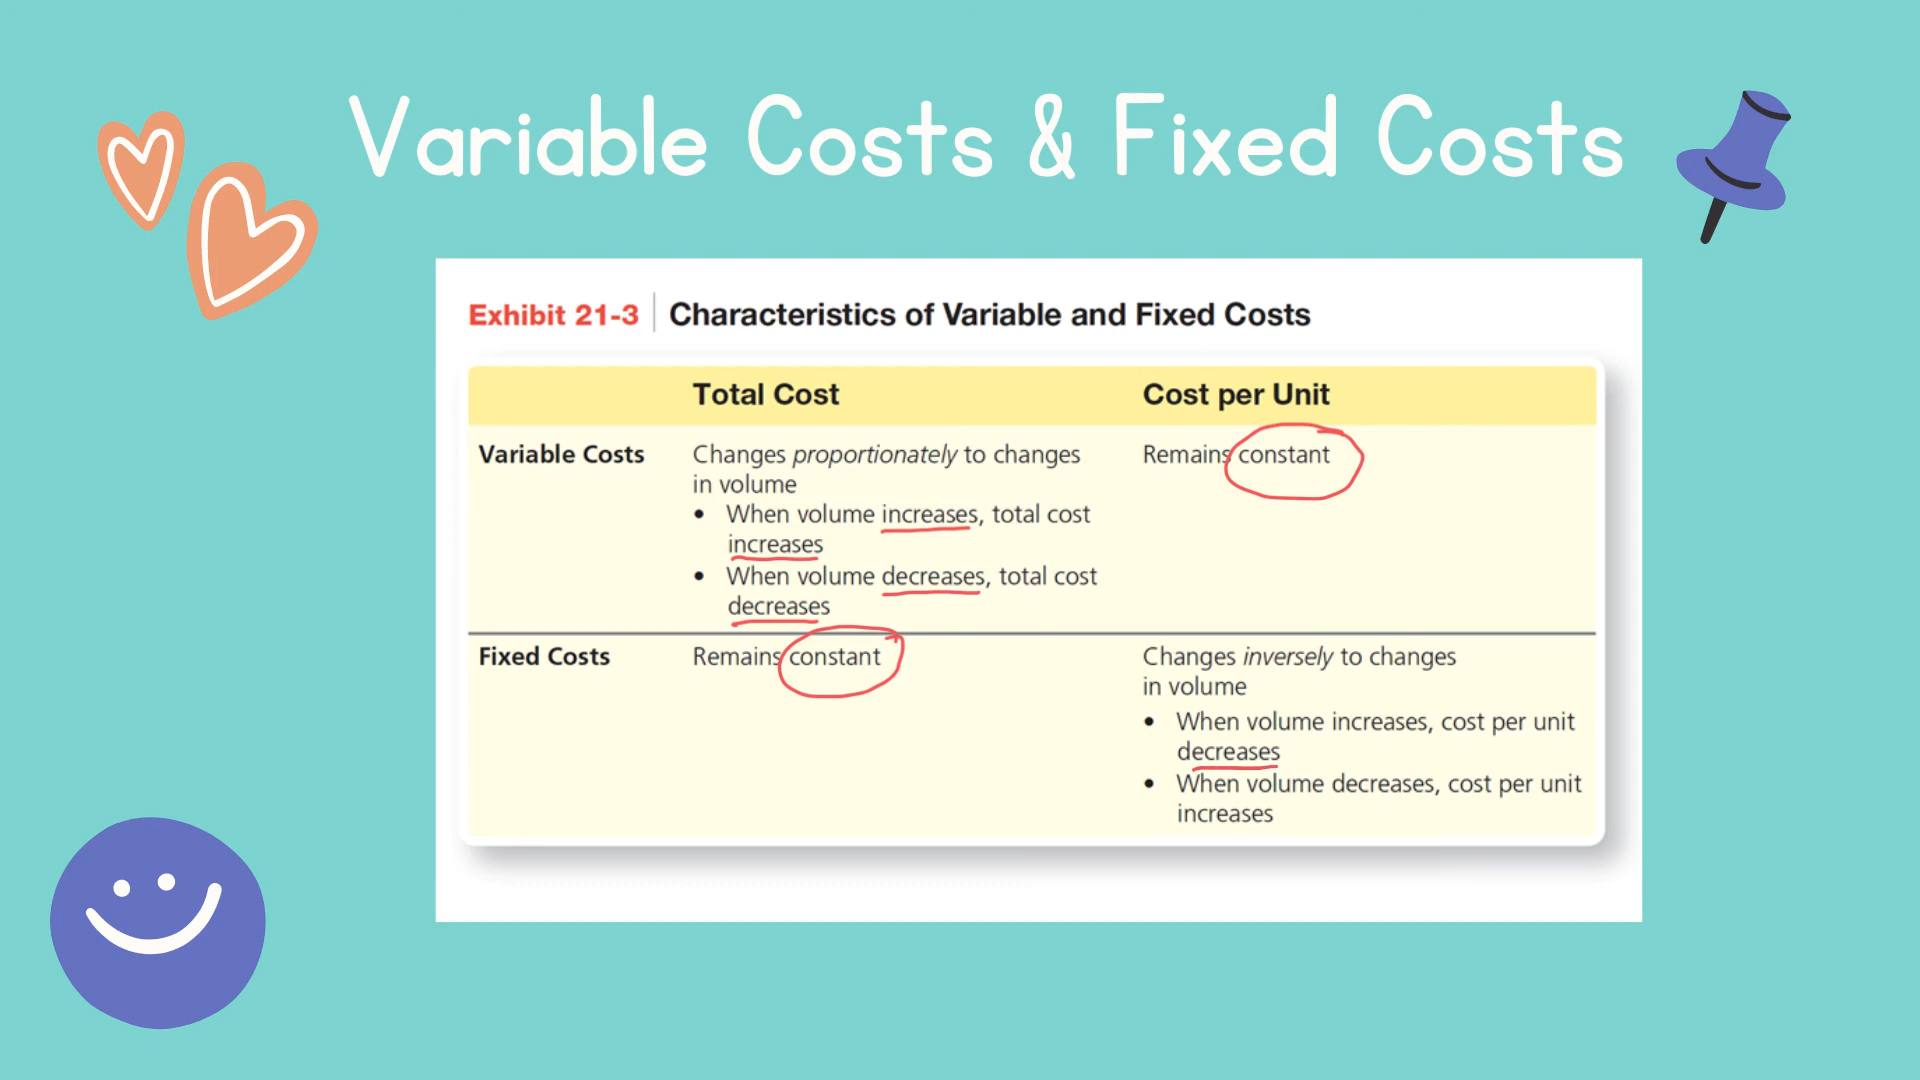 Variable Costs & Fixed Costs
Exhibit 21-3 Characteristics of Variable and Fixed Costs
Total Cost Cost per Unit
Variable Costs Changes proportionately to changes Remains constant
in volume
• When volume increases, total cost
increases
• When volume decreases, total cost
decreases
Fixed Costs Remains constant Changes inversely to changes
in volume
• When volume increases, cost per unit
decreases
• When volume decreases, cost per unit
increases